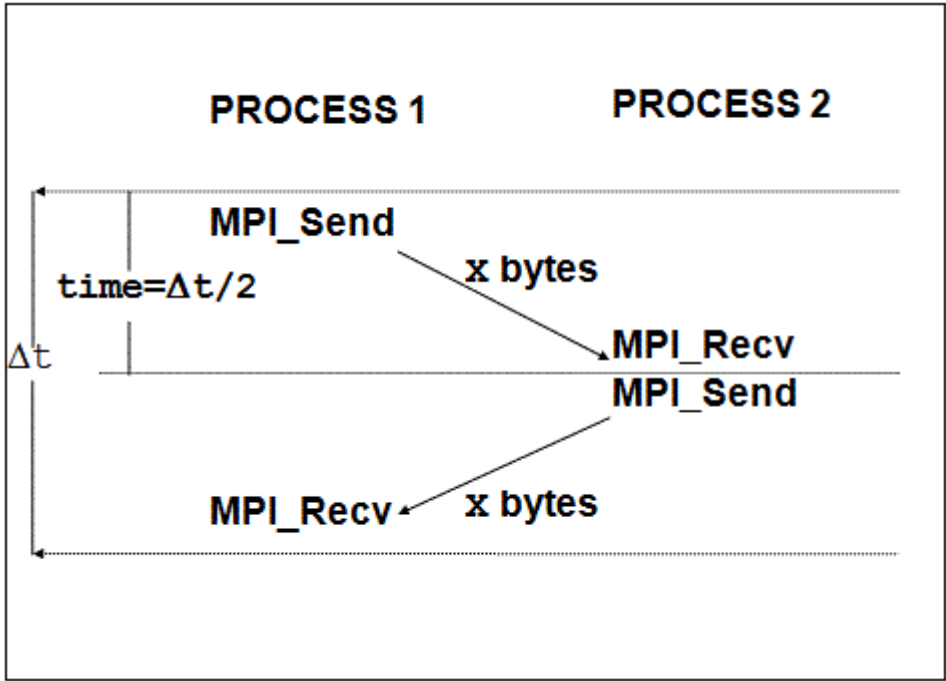 PROCESS 1
PROCESS 2
MPI_Send
x bytes
time=Δt/2
MPI_Recv
Δt
MPI_Send
MPI_Recv
x bytes